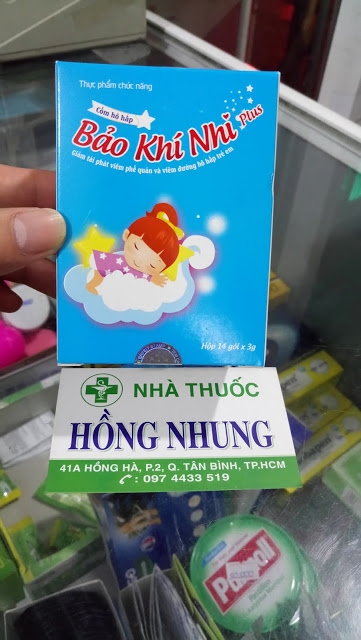 Thực phẩm chức năng
Cốm hô hấp
Bảo Khí Nhi Plus
Giảm tái phát viêm phế quản và viêm đường hô hấp trẻ em
Hộp 14 gói x 3g
NHÀ THUỐC
HỒNG NHUNG
41A HỒNG HÀ, P.2, Q. TÂN BÌNH, TP.HCM
: 097 4433 519